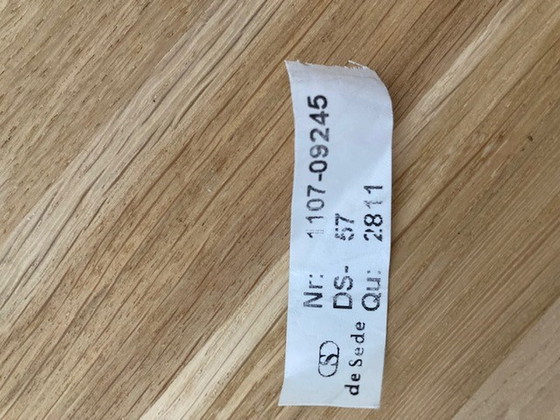 Nr: 1107-09245
DS- 57
Qu: 2811
de Sede